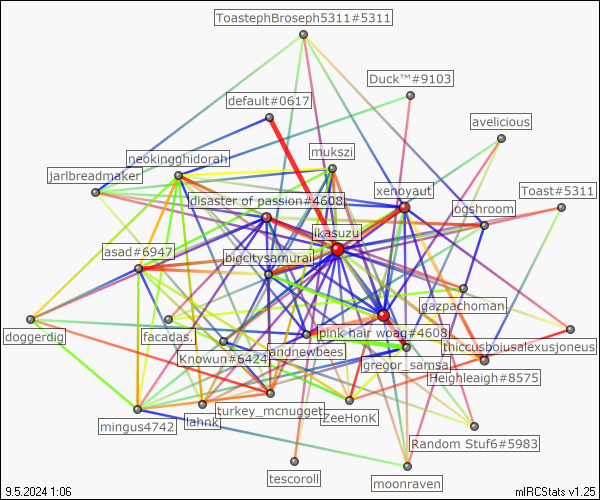 ToastephBroseph5311#5311
Duck™#9103
default#0617
avelicious
mukszi
neokingghidorah
jarlbreadmaker
xenoyaut
Toast#5311
disaster of passion#4608
logshroom
ikasuzu
asad#6947
bigcitysamurai
gazpachoman
doggerdig
facadas.
pink hair woag#4608
thiccusboiusalexusjoneus
Knowun#6424
andnewbees
gregor_samsa
Heighleaigh#8575
turkey_mcnugget
lahnk
ZeeHonK
mingus4742
Random Stuf6#5983
tescoroll
moonraven
9.5.2024 1:06
mIRCStats v1.25